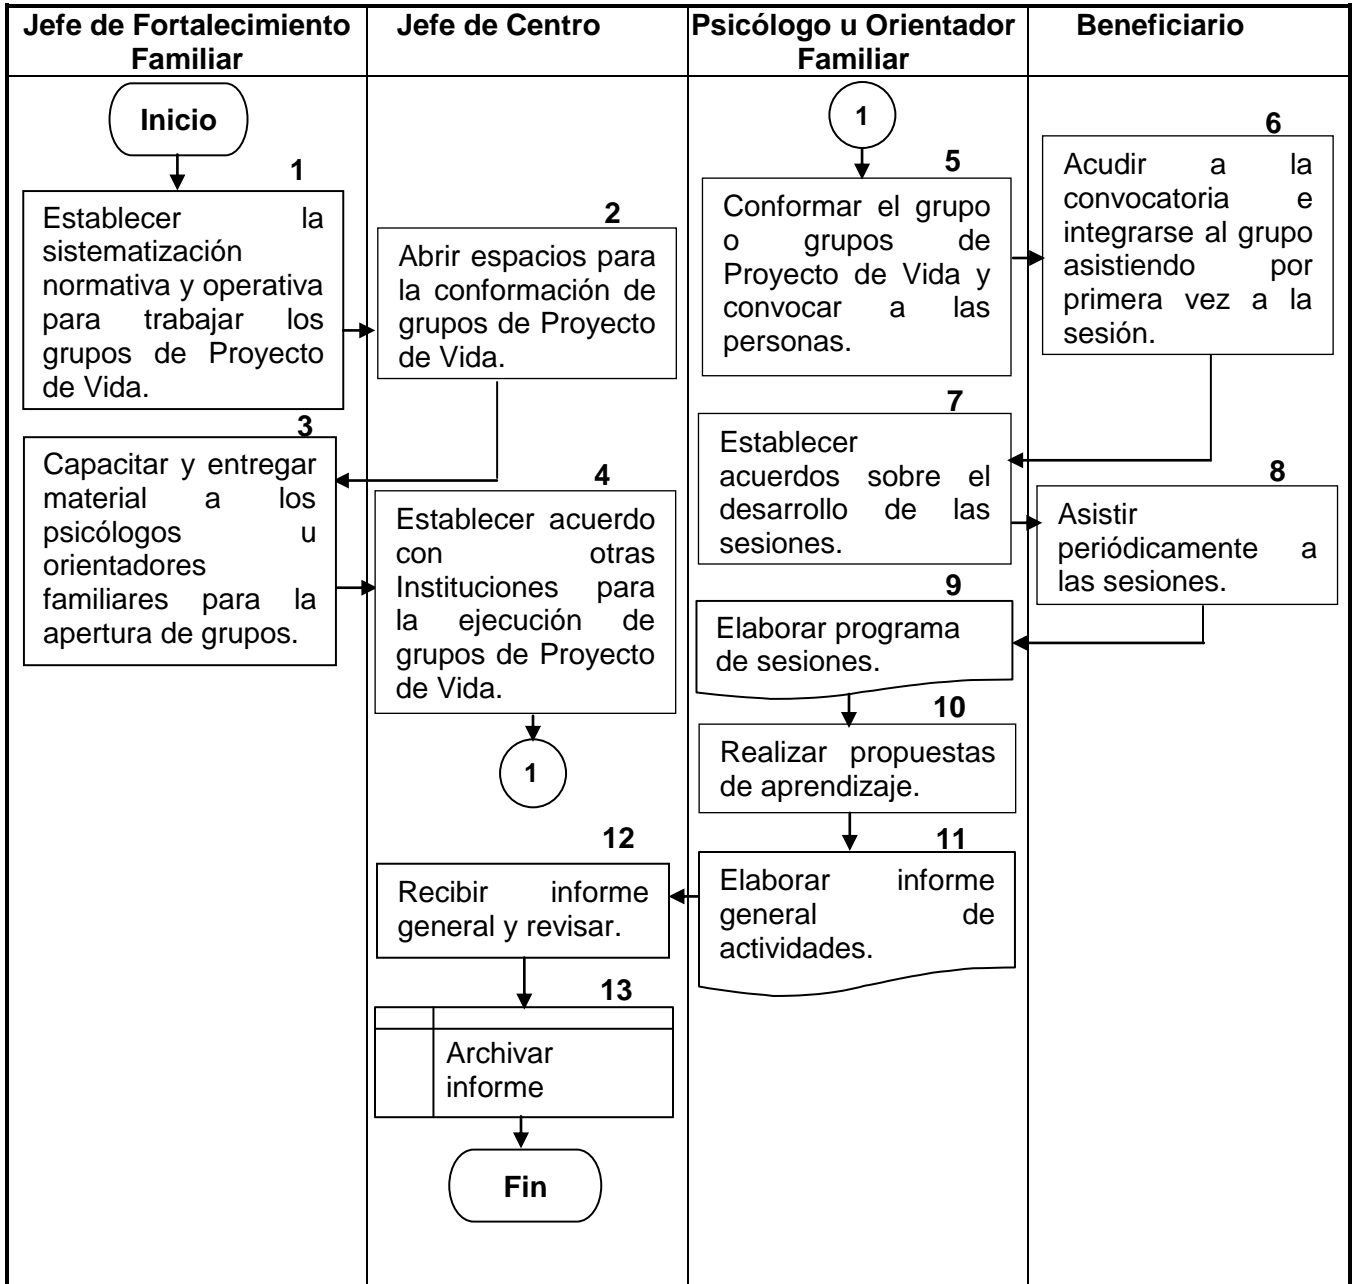 Jefe de Fortalecimiento
Familiar
Jefe de Centro
Psicólogo u Orientador
Familiar
Beneficiario
Inicio
1
Establecer la
sistematización
normativa y operativa
para trabajar los
grupos de Proyecto
de Vida.
2
Abrir espacios para
la conformación de
grupos de Proyecto
de Vida.
3
Capacitar y entregar
material a los
psicólogos u
orientadores
familiares para la
apertura de grupos.
4
Establecer acuerdo
con otras
Instituciones para
la ejecución de
grupos de Proyecto
de Vida.
1
1
5
Conformar el grupo
o grupos de
Proyecto de Vida y
convocar a las
personas.
6
Acudir a la
convocatoria e
integrarse al grupo
asistiendo por
primera vez a la
sesión.
7
Establecer
acuerdos sobre el
desarrollo de las
sesiones.
8
Asistir
periódicamente a
las sesiones.
9
Elaborar programa
de sesiones.
10
Realizar propuestas
de aprendizaje.
11
Elaborar informe
general de
actividades.
12
Recibir informe
general y revisar.
13
Archivar
informe
Fin